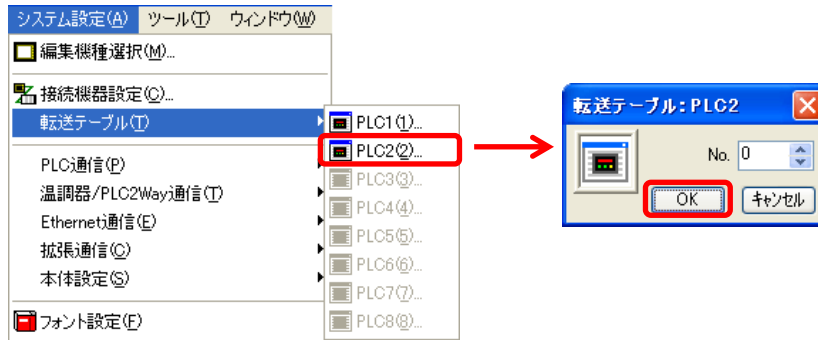 システム設定(A) ツール(T) ウィンドウ(W)
編集機種選択(M)...
接続機器設定(C)...
転送テーブル(T)
PLC通信(P)
温調器/PLC2Way通信(T)
Ethernet通信(E)
拡張通信(C)
本体設定(S)
フォント設定(F)
PLC1(1)...
PLC2(2)...
PLC3(3)...
PLC4(4)...
PLC5(5)...
PLC6(6)...
PLC7(7)...
PLC8(8)...
転送テーブル:PLC2
No. 0
OK キャンセル